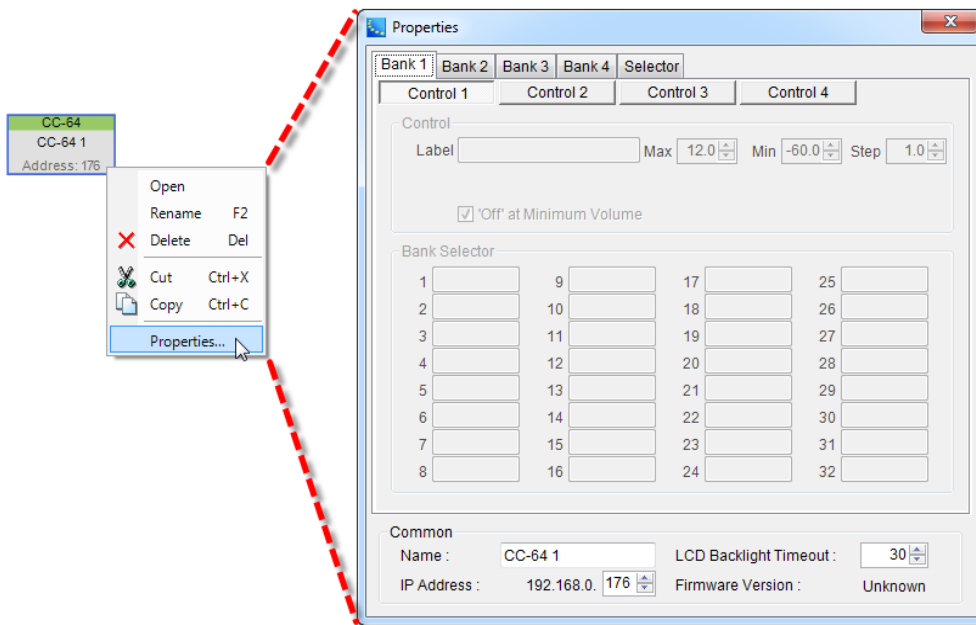 CC-64
CC-64 1
Address: 176
Open
Rename F2
Delete Del
Cut Ctrl+X
Copy Ctrl+C
Properties...
Properties
Bank 1 Bank 2 Bank 3 Bank 4 Selector
Control 1 Control 2 Control 3 Control 4
Control
Label Max 12.0 Min -60.0 Step 1.0
'Off' at Minimum Volume
Bank Selector
1 9 17 25
2 10 18 26
3 11 19 27
4 12 20 28
5 13 21 29
6 14 22 30
7 15 23 31
8 16 24 32
Common
Name : CC-64 1 LCD Backlight Timeout : 30
IP Address : 192.168.0. 176 Firmware Version : Unknown